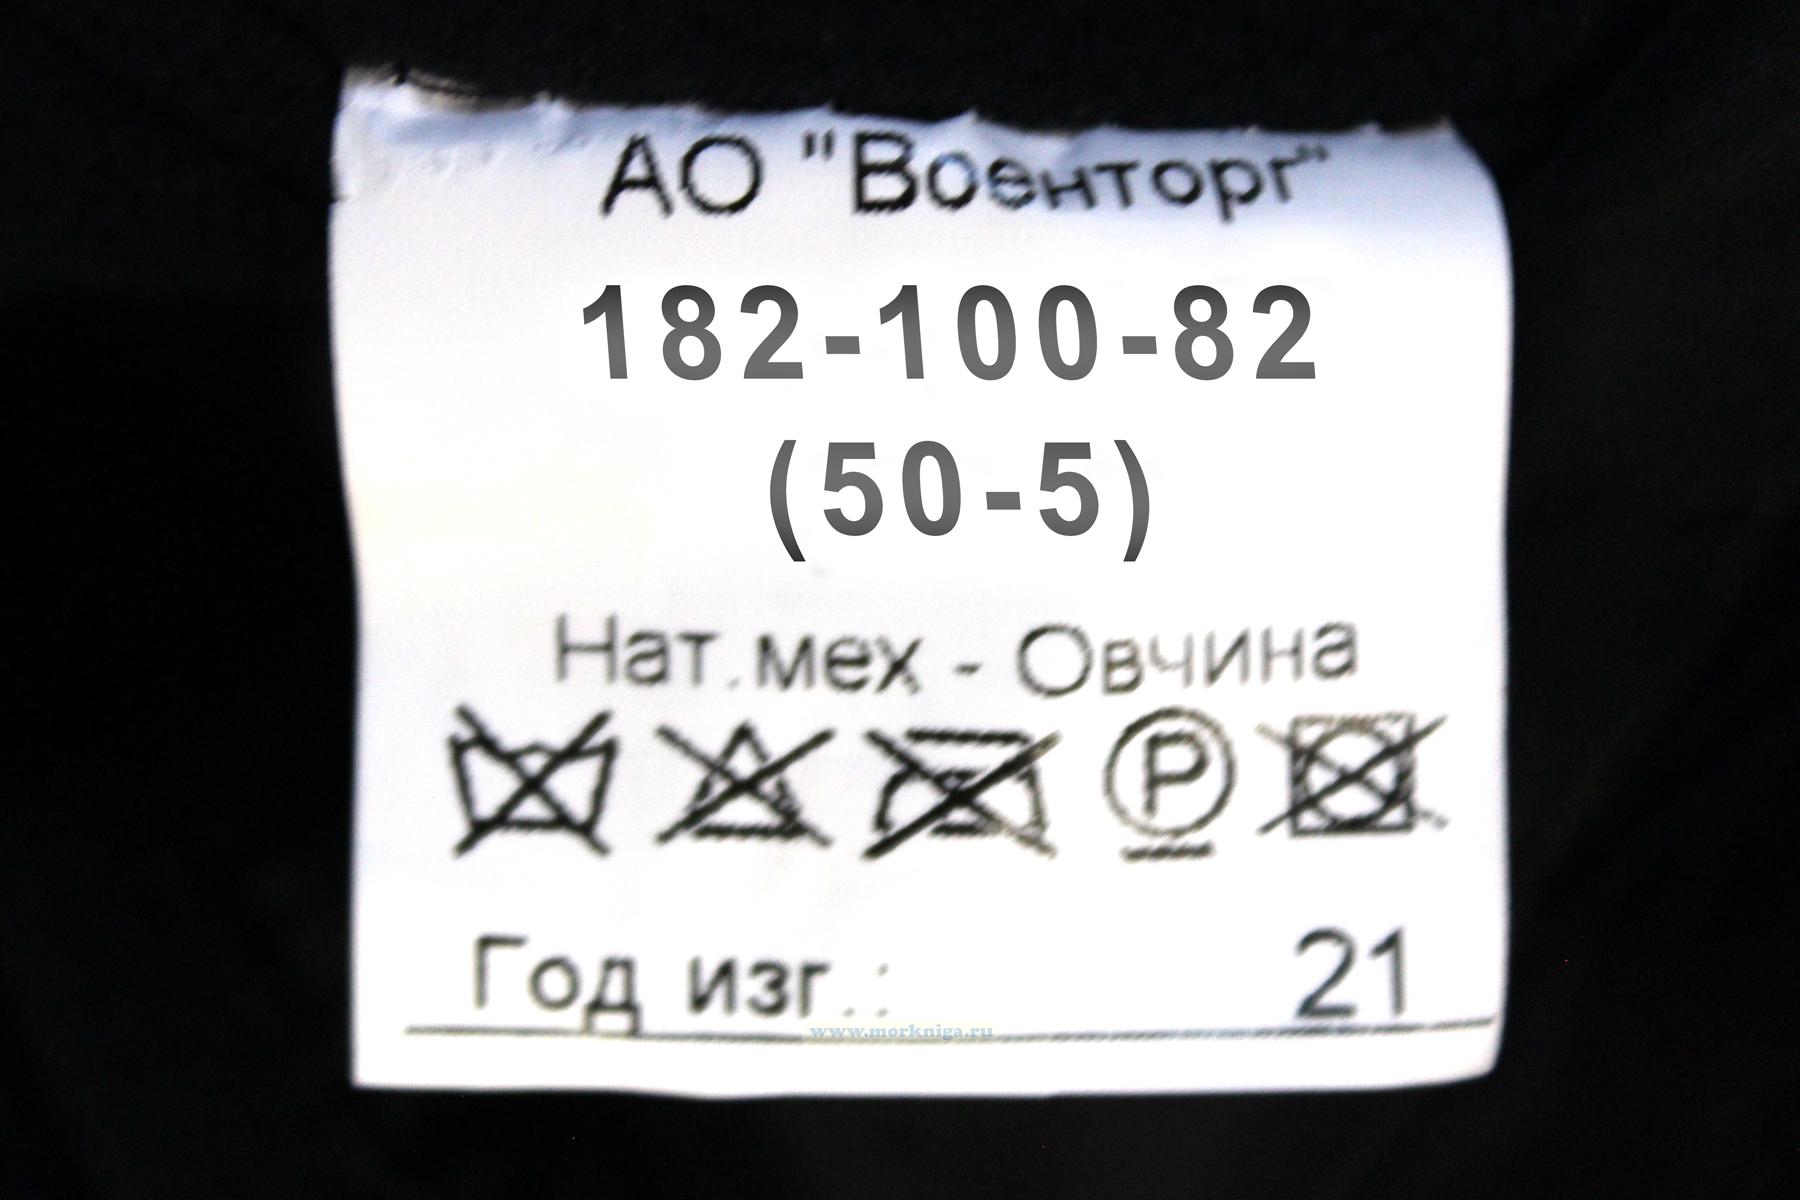 АО "Военторг"
182-100-82
(50-5)
Нат.мех - Овчина
P
Год изг.: 21
www.morkniga.ru